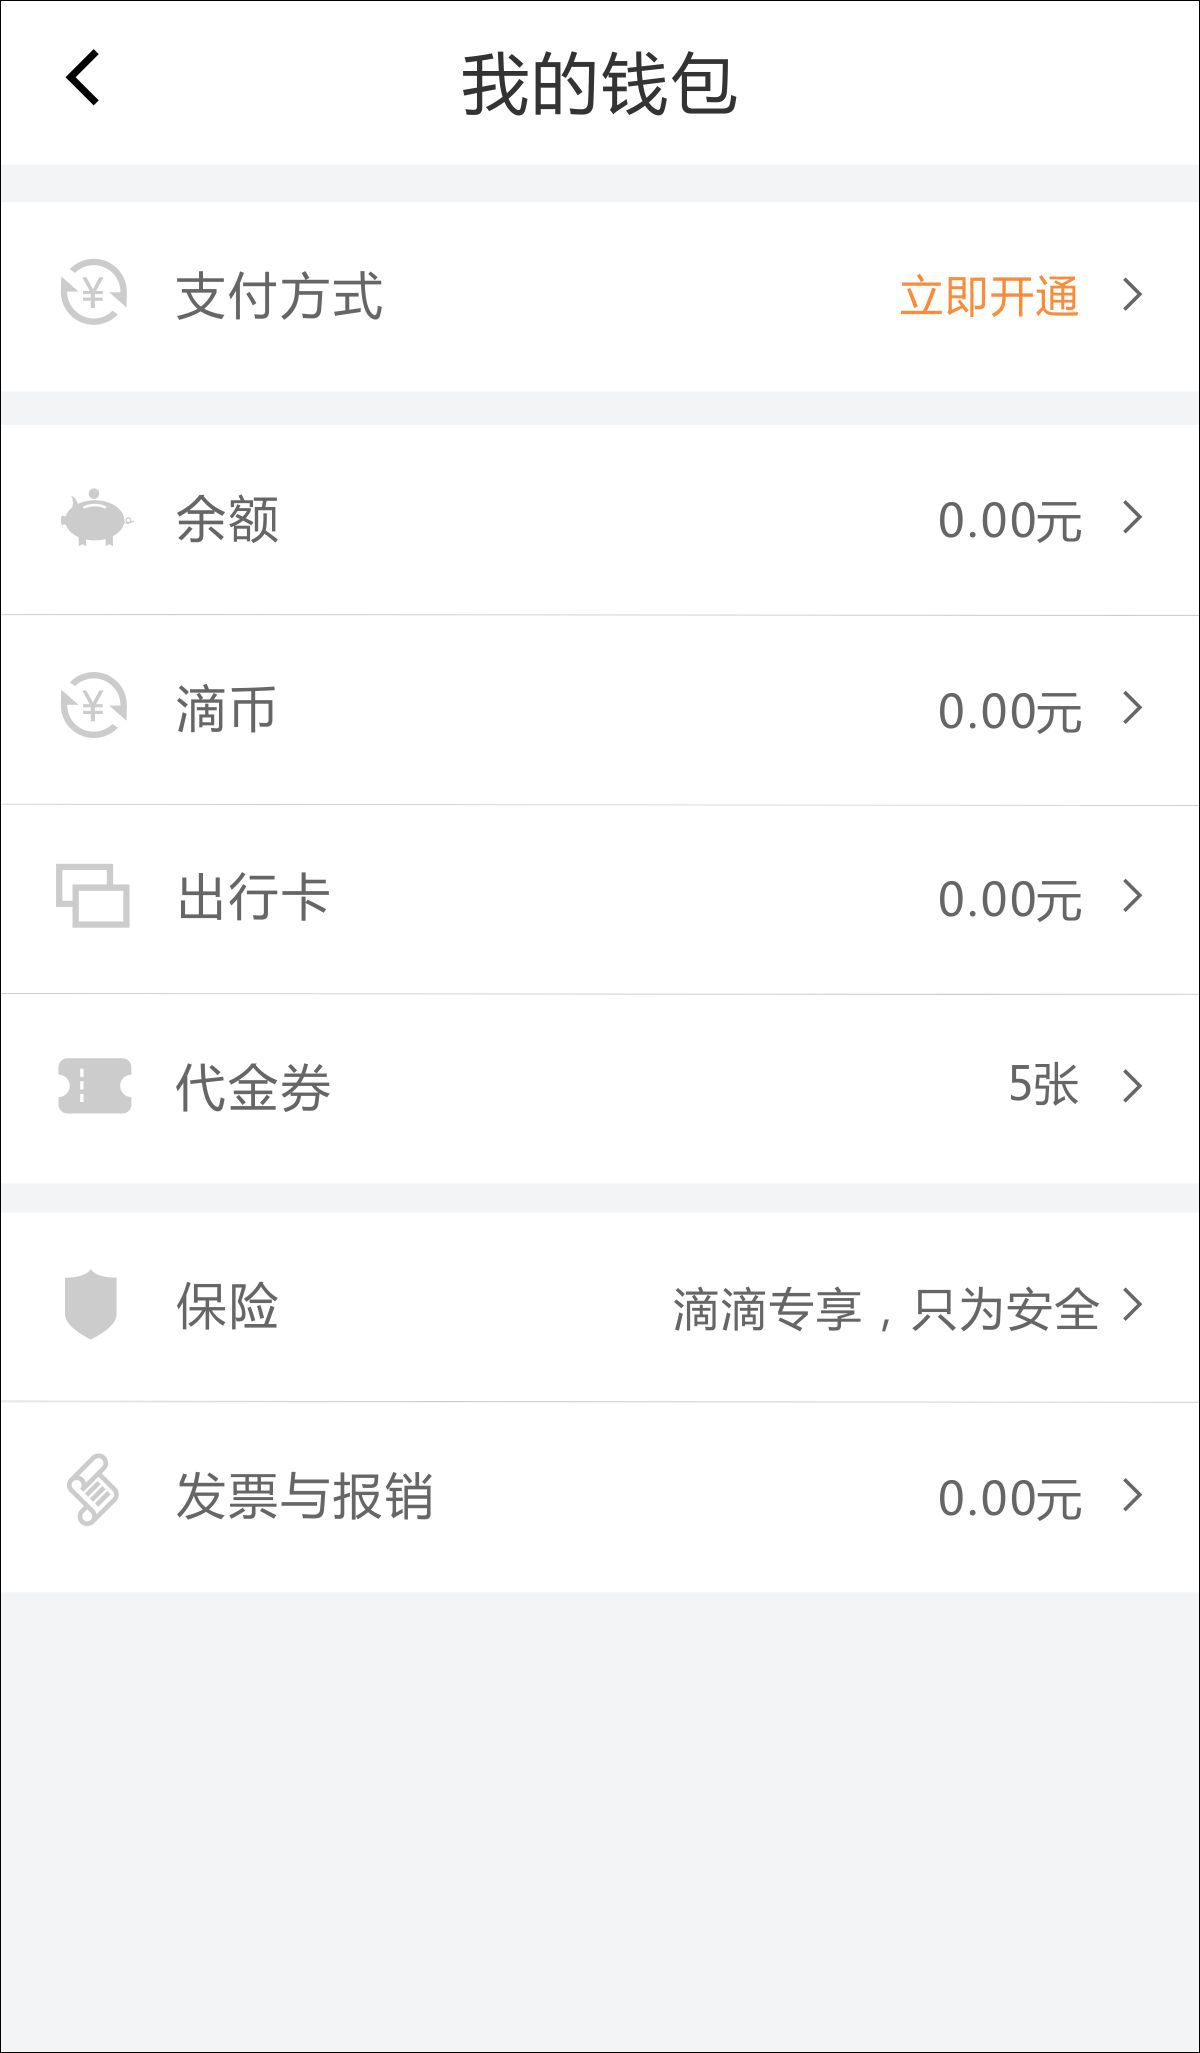 我的钱包
支付方式 立即开通
余额 0.00元
滴币 0.00元
出行卡 0.00元
代金券 5张
保险 滴滴专享，只为安全
发票与报销 0.00元